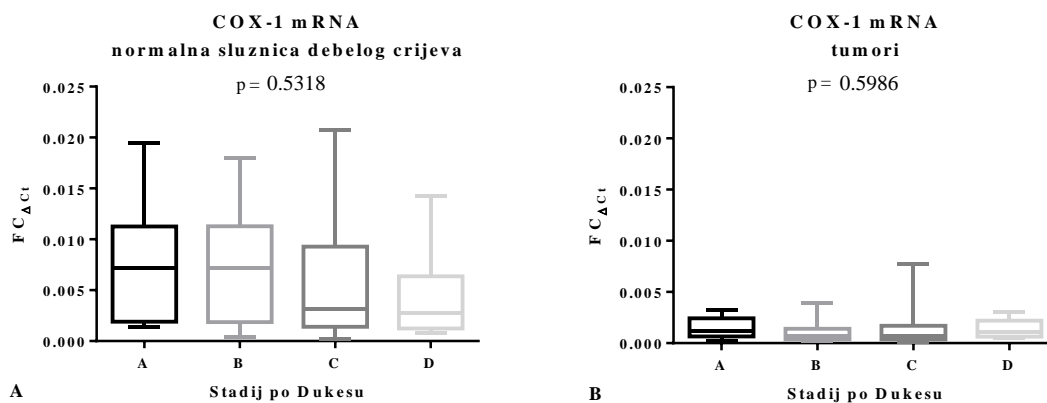 COX-1 mRNA
normalna sluznica debelog crijeva
p = 0.5318
0.025
0.020
0.015
0.010
0.005
0.000
FC ΔCt
A
B
C
D
Stadij po Dukesu
A
COX-1 mRNA
tumori
p = 0.5986
0.025
0.020
0.015
0.010
0.005
0.000
FC ΔCt
A
B
C
D
Stadij po Dukesu
B